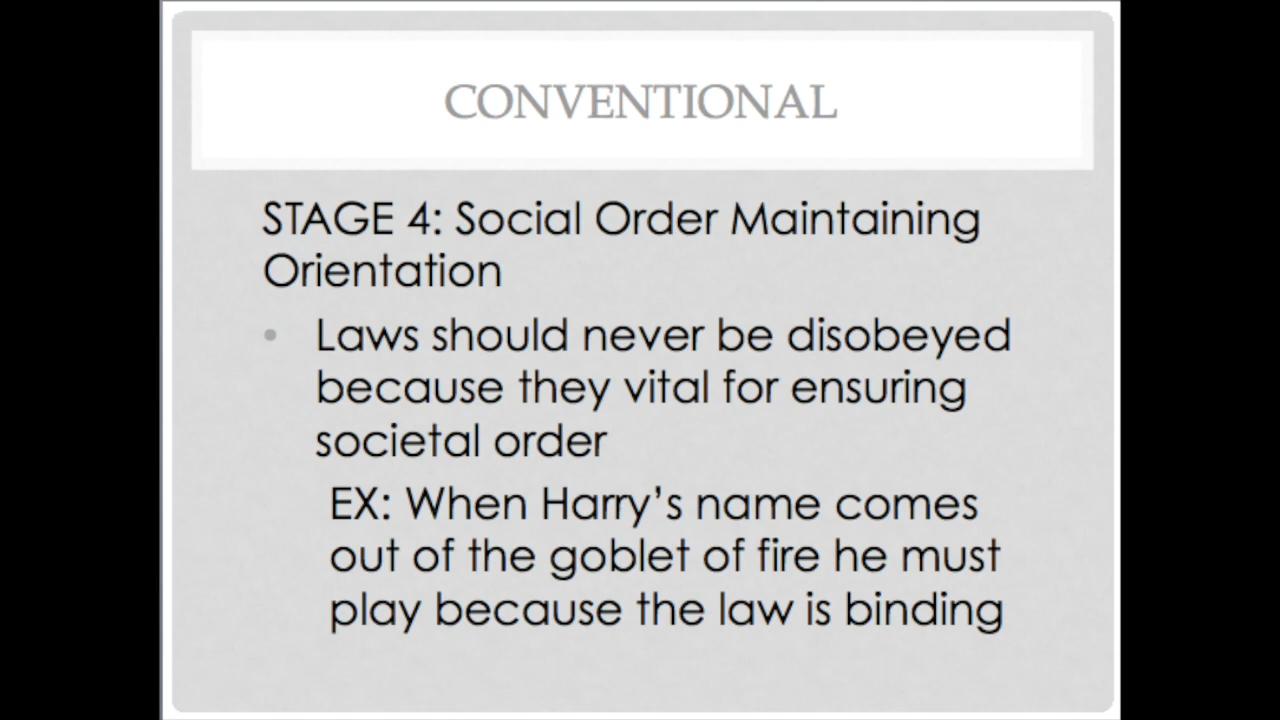 CONVENTIONAL
STAGE 4: Social Order Maintaining
Orientation
• Laws should never be disobeyed
because they vital for ensuring
societal order
EX: When Harry’s name comes
out of the goblet of fire he must
play because the law is binding